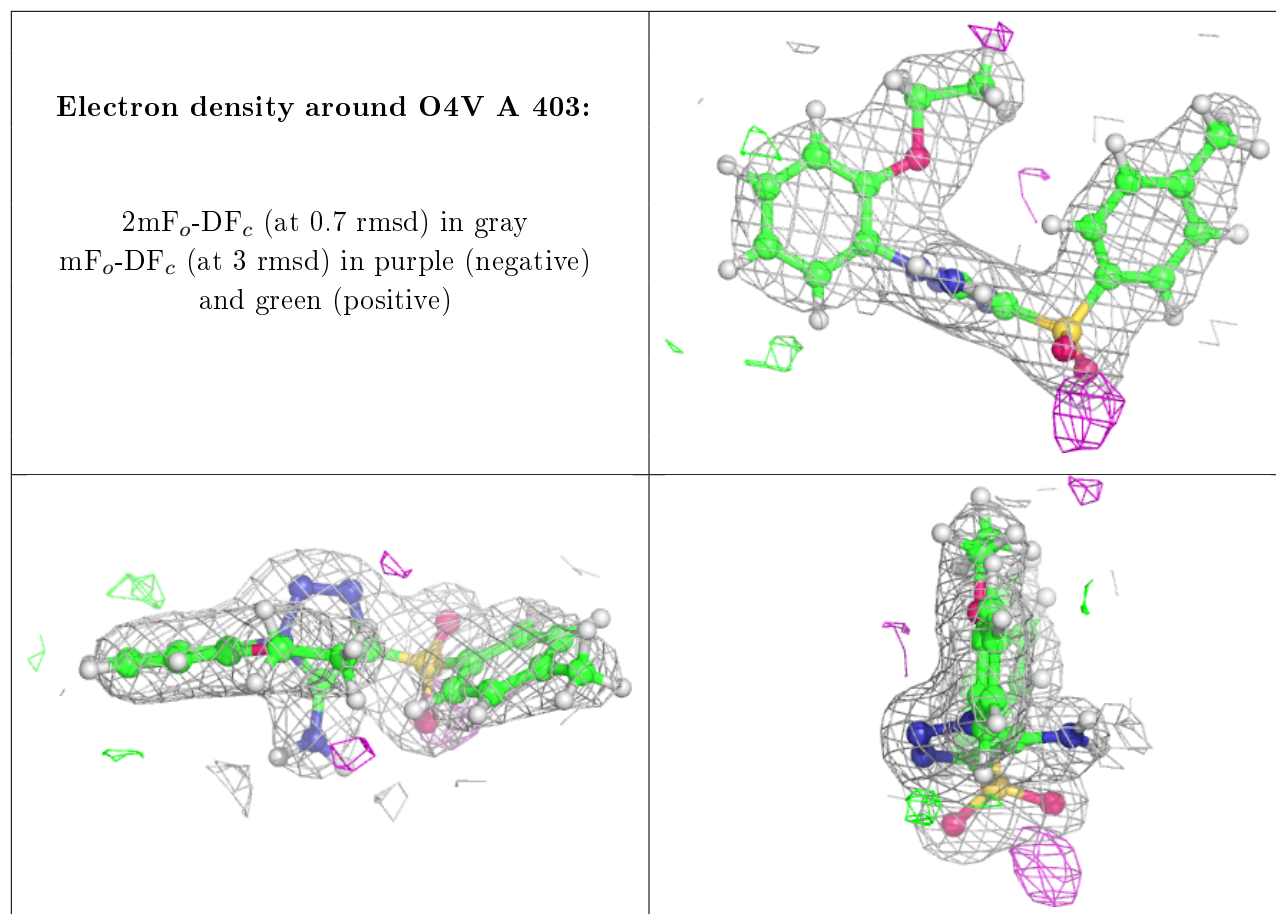 Electron density around O4V A 403:
2mFₒ-DF𝒸 (at 0.7 rmsd) in gray
mFₒ-DF𝒸 (at 3 rmsd) in purple (negative)
and green (positive)